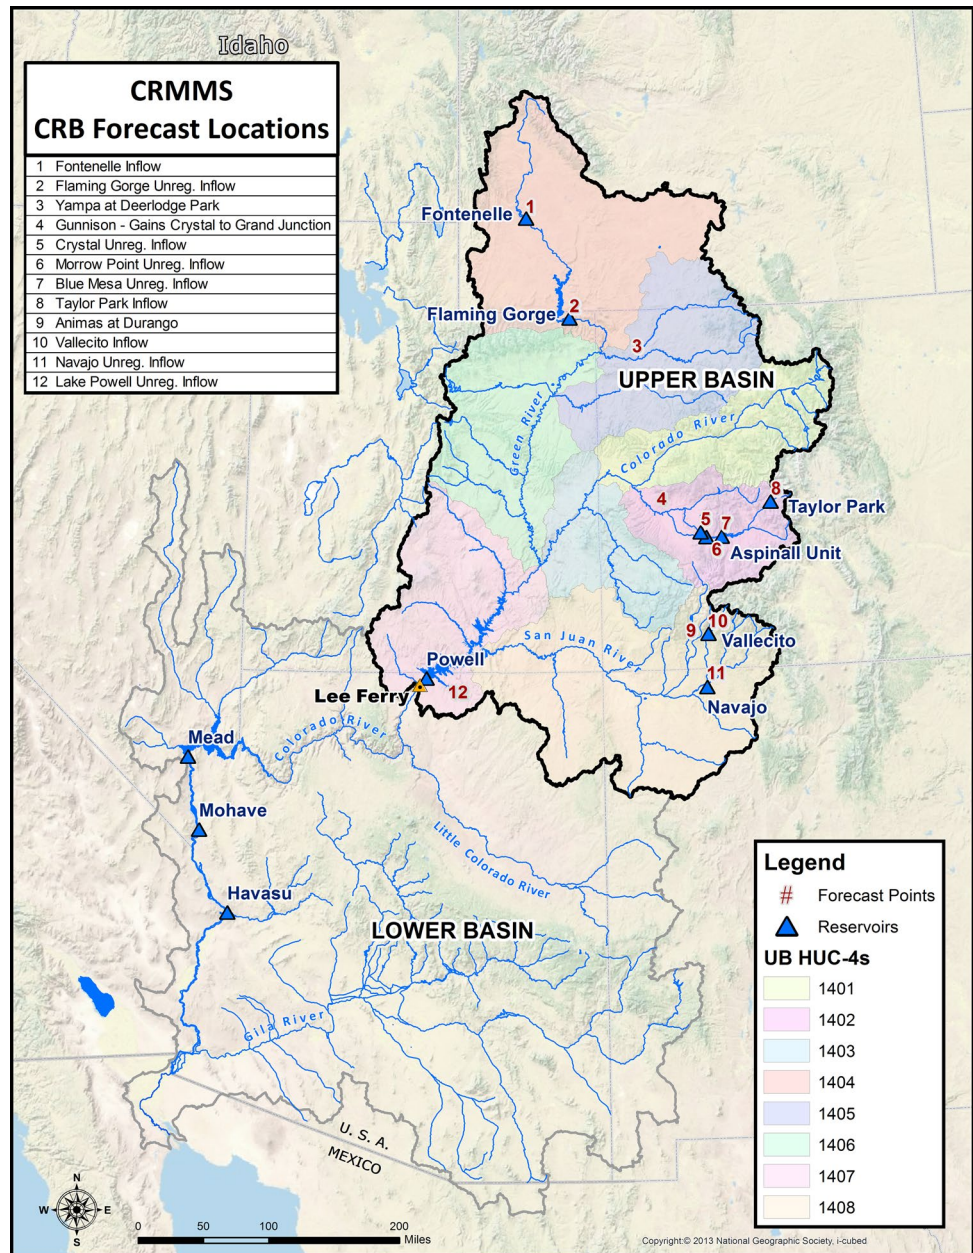 Idaho
CRMMS
CRB Forecast Locations
1 Fontenelle Inflow
2 Flaming Gorge Unreg. Inflow
3 Yampa at Deerlodge Park
4 Gunnison - Gains Crystal to Grand Junction
5 Crystal Unreg. Inflow
6 Morrow Point Unreg. Inflow
7 Blue Mesa Unreg. Inflow
8 Taylor Park Inflow
9 Animas at Durango
10 Vallecito Inflow
11 Navajo Unreg. Inflow
12 Lake Powell Unreg. Inflow
1
Fontenelle
2
Flaming Gorge
3
UPPER BASIN
Green River
Colorado River
4
8
Taylor Park
5
7
6
Aspinall Unit
9
10
Vallecito
San Juan River
Powell
11
12
Navajo
Lee Ferry
Colorado River
Mead
Mohave
Little Colorado River
Havasu
LOWER BASIN
Gila River
U. S. A.
MEXICO
Legend
# Forecast Points
Reservoirs
UB HUC-4s
1401
1402
1403
1404
1405
1406
1407
1408
N
W
E
S
0 50 100 200
Miles
Copyright:© 2013 National Geographic Society, i-cubed